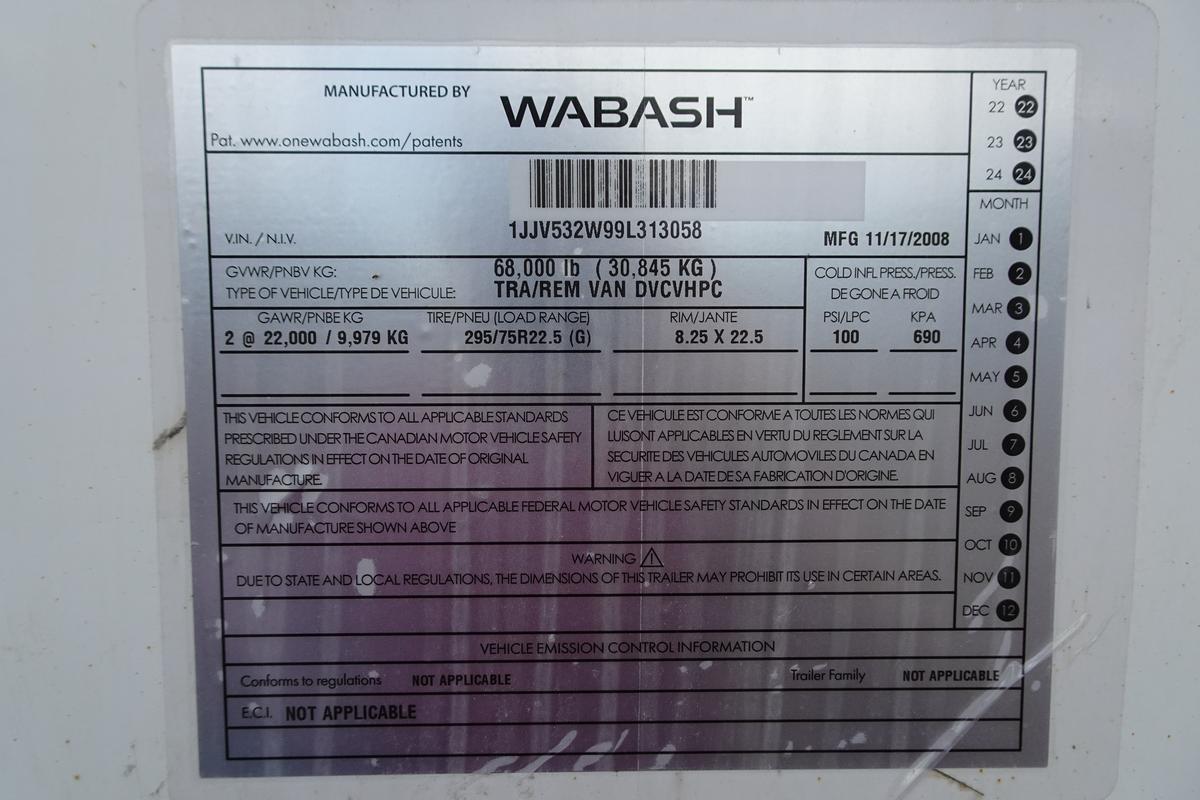 MANUFACTURED BY WABASH™
Pat. www.onewabash.com/patents
YEAR
22 22
23 23
24 24
V.IN. / N.I.V. 1JJV532W99L313058 MFG 11/17/2008
GVWR/PNBV KG: 68,000 lb ( 30,845 KG )
TYPE OF VEHICLE/TYPE DE VEHICULE: TRA/REM VAN DVCVHPC
COLD INFL PRESS./PRESS.
DE GONE A FROID
GAWR/PNBE KG TIRE/PNEU (LOAD RANGE) RIM/JANTE PSI/LPC KPA
2 @ 22,000 / 9,979 KG 295/75R22.5 (G) 8.25 X 22.5 100 690
MONTH
JAN 1
FEB 2
MAR 3
APR 4
MAY 5
JUN 6
JUL 7
AUG 8
SEP 9
OCT 10
NOV 11
DEC 12
THIS VEHICLE CONFORMS TO ALL APPLICABLE STANDARDS
PRESCRIBED UNDER THE CANADIAN MOTOR VEHICLE SAFETY
REGULATIONS IN EFFECT ON THE DATE OF ORIGINAL
MANUFACTURE.
CE VEHICULE EST CONFORME A TOUTES LES NORMES QUI
LUISONT APPLICABLES EN VERTU DU REGLEMENT SUR LA
SECURITE DES VEHICULES AUTOMOVILES DU CANADA EN
VIGUER A LA DATE DE SA FABRICATION D'ORIGINE.
THIS VEHICLE CONFORMS TO ALL APPLICABLE FEDERAL MOTOR VEHICLE SAFETY STANDARDS IN EFFECT ON THE DATE
OF MANUFACTURE SHOWN ABOVE
WARNING
DUE TO STATE AND LOCAL REGULATIONS, THE DIMENSIONS OF THIS TRAILER MAY PROHIBIT ITS USE IN CERTAIN AREAS.
VEHICLE EMISSION CONTROL INFORMATION
Conforms to regulations NOT APPLICABLE Trailer Family NOT APPLICABLE
E.C.I. NOT APPLICABLE